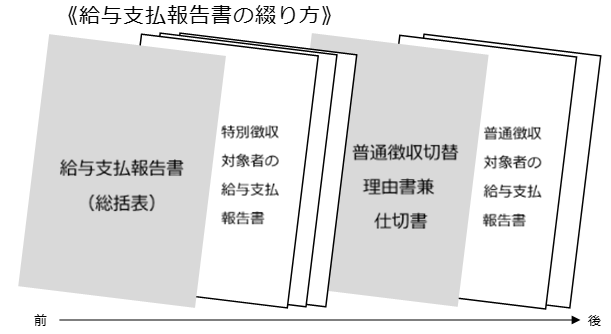 《給与支払報告書の綴り方》
給与支払報告書
（総括表）
特別徴収
対象者の
給与支払
報告書
普通徴収切替
理由書兼
仕切書
普通徴収
対象者の
給与支払
報告書
前
後